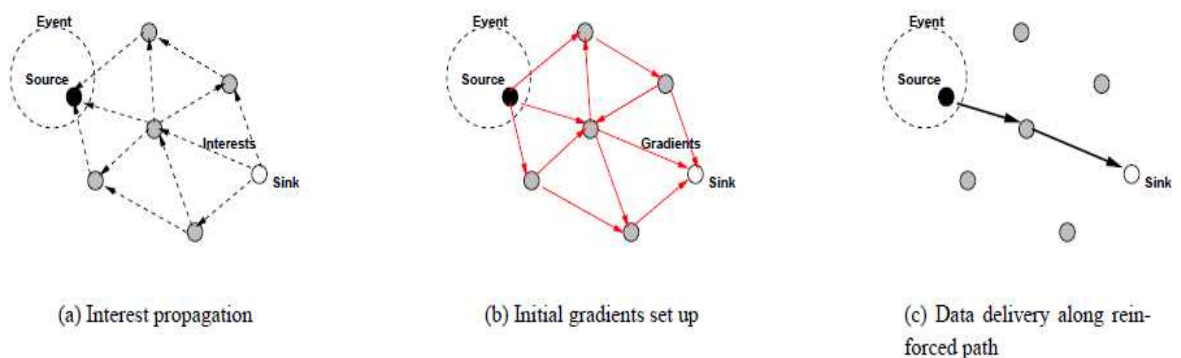 Event
Source
Interests
Sink
(a) Interest propagation
Event
Source
Gradients
Sink
(b) Initial gradients set up
Event
Source
Sink
(c) Data delivery along rein-
forced path